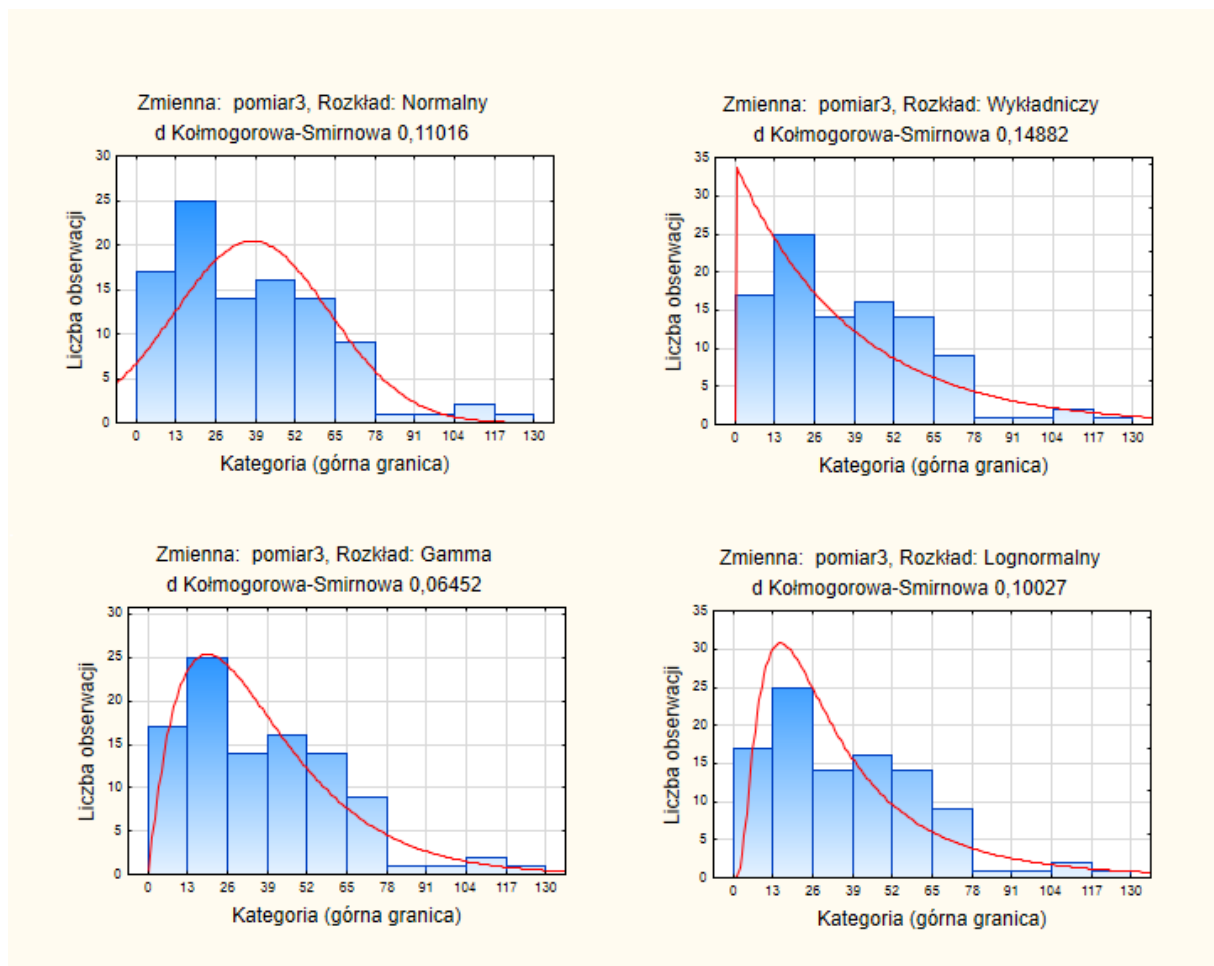 Zmienna: pomiar3, Rozkład: Normalny
d Kołmogorowa-Smirnowa 0,11016
30
25
20
15
10
5
0
Liczba obserwacji
0 13 26 39 52 65 78 91 104 117 130
Kategoria (górna granica)
Zmienna: pomiar3, Rozkład: Wykładniczy
d Kołmogorowa-Smirnowa 0,14882
35
30
25
20
15
10
5
0
Liczba obserwacji
0 13 26 39 52 65 78 91 104 117 130
Kategoria (górna granica)
Zmienna: pomiar3, Rozkład: Gamma
d Kołmogorowa-Smirnowa 0,06452
30
25
20
15
10
5
0
Liczba obserwacji
0 13 26 39 52 65 78 91 104 117 130
Kategoria (górna granica)
Zmienna: pomiar3, Rozkład: Lognormalny
d Kołmogorowa-Smirnowa 0,10027
35
30
25
20
15
10
5
0
Liczba obserwacji
0 13 26 39 52 65 78 91 104 117 130
Kategoria (górna granica)